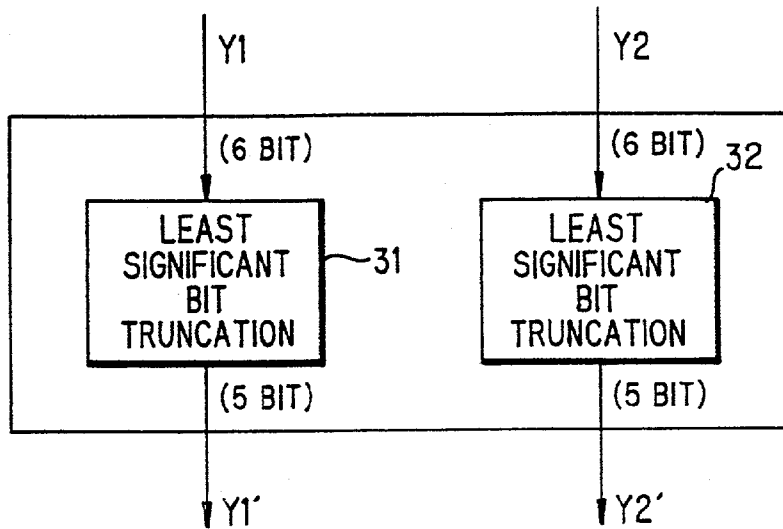 Y1
Y2
(6 BIT)
(6 BIT)
32
LEAST
SIGNIFICANT
BIT
TRUNCATION
31
LEAST
SIGNIFICANT
BIT
TRUNCATION
(5 BIT)
(5 BIT)
Y1′
Y2′